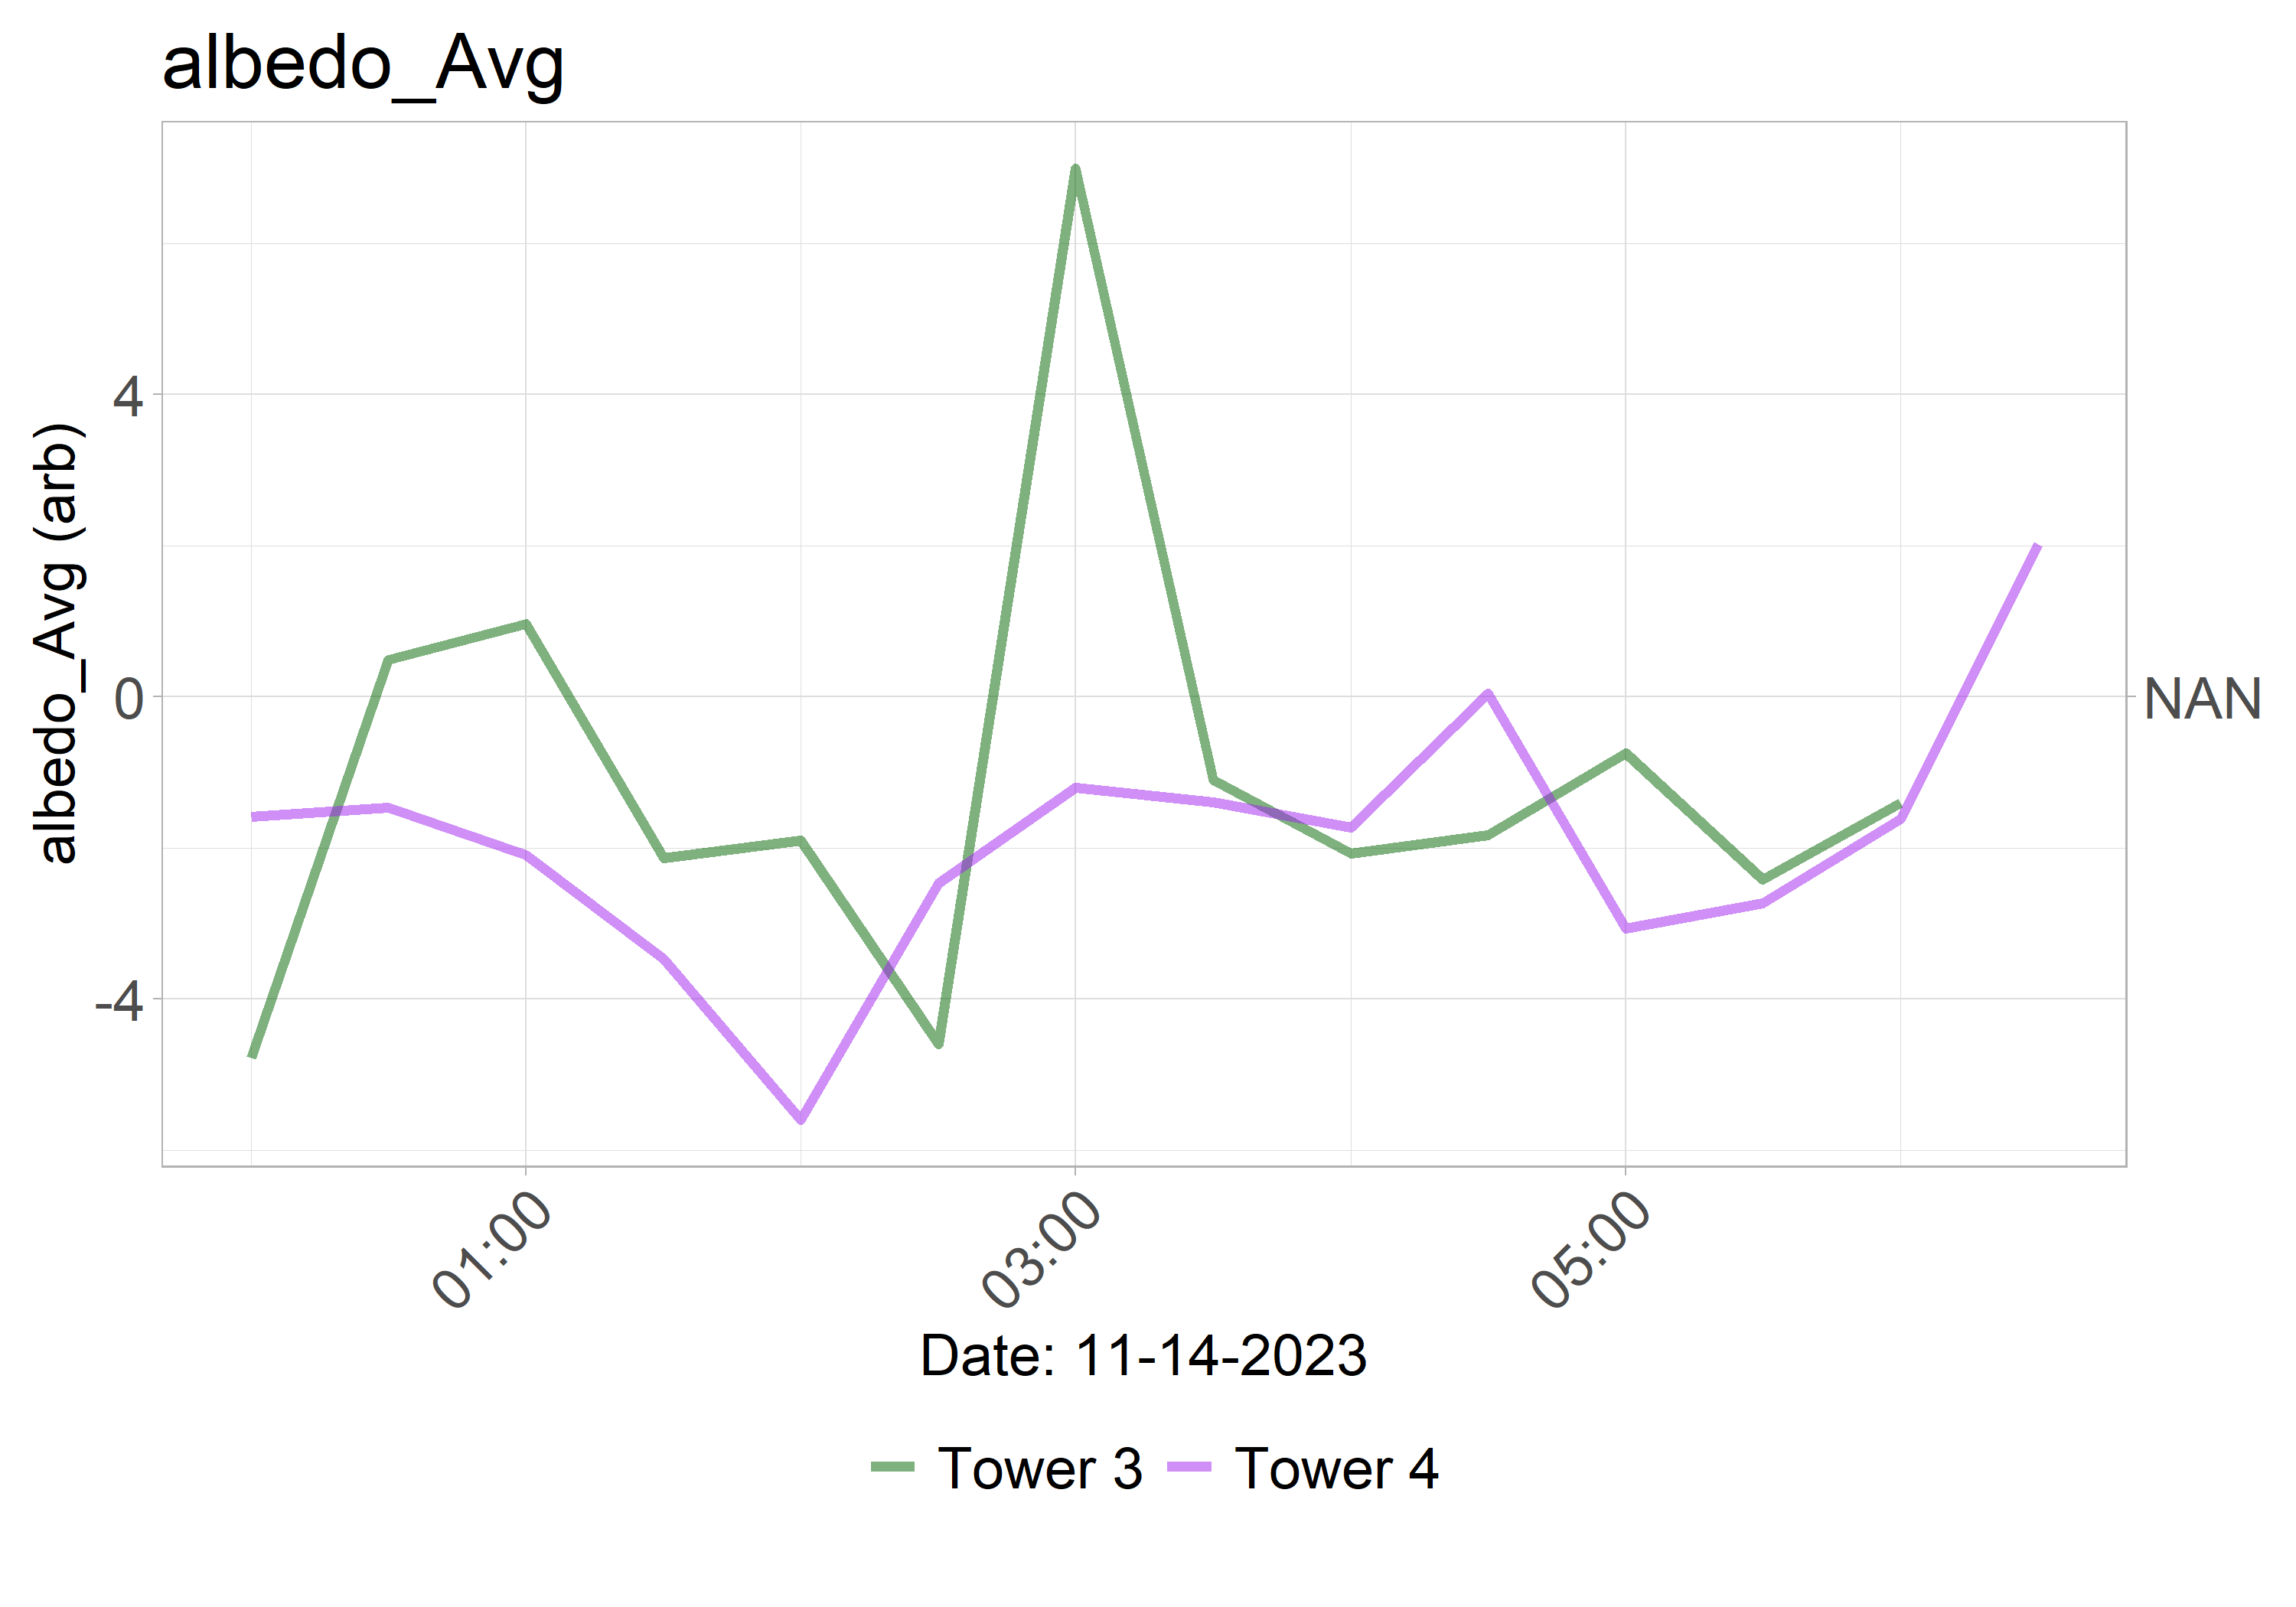 albedo_Avg
albedo_Avg (arb)
4
0
-4
NAN
01:00
03:00
05:00
Date: 11-14-2023
Tower 3
Tower 4